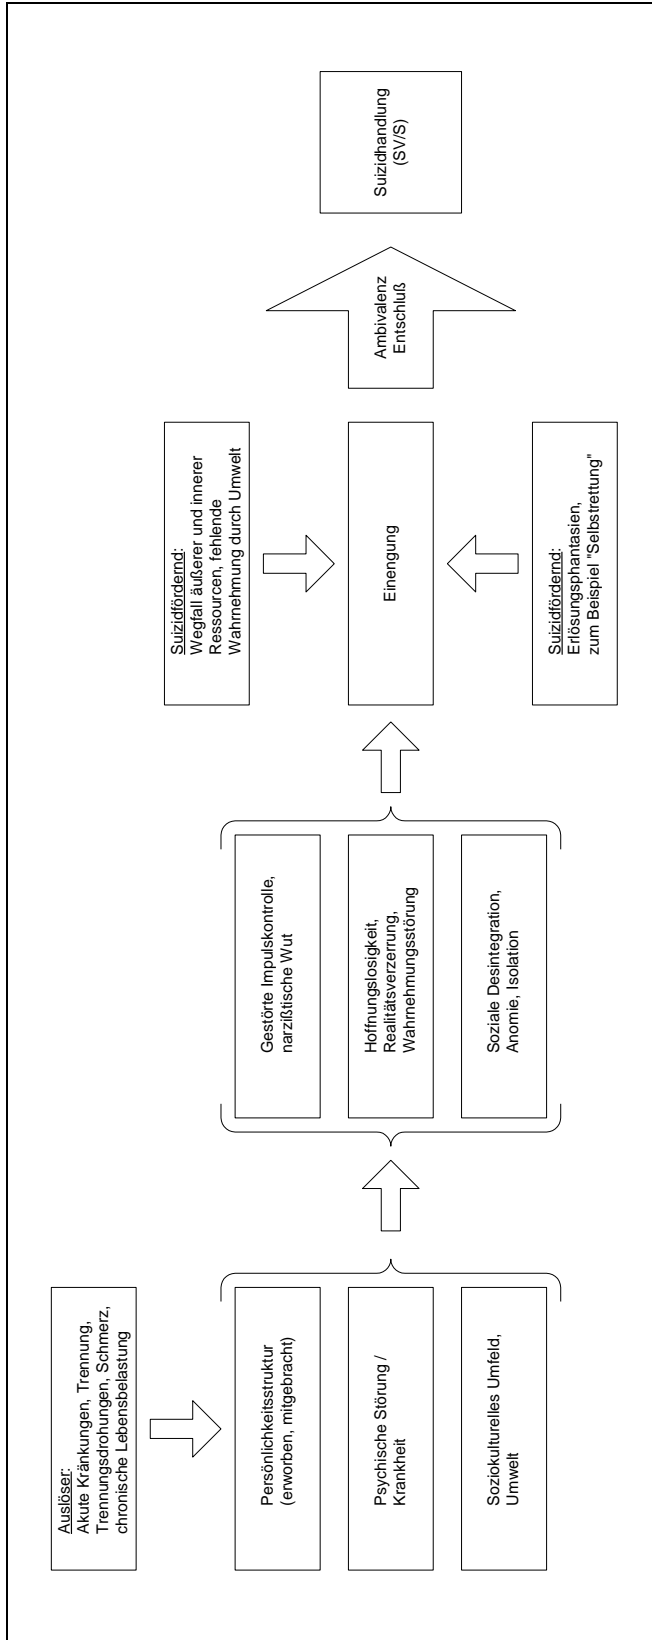 Auslöser:
Akute Kränkungen, Trennung,
Trennungsdrohungen, Schmerz,
chronische Lebensbelastung
Persönlichkeitsstruktur
(erworben, mitgebracht)
Psychische Störung /
Krankheit
Soziokulturelles Umfeld,
Umwelt
Gestörte Impulskontrolle,
narzißtische Wut
Hoffnungslosigkeit,
Realitätsverzerrung,
Wahrnehmungsstörung
Soziale Desintegration,
Anomie, Isolation
Suizidfördernd:
Wegfall äußerer und innerer
Ressourcen, fehlende
Wahrnehmung durch Umwelt
Einengung
Suizidfördernd:
Erlösungsphantasien,
zum Beispiel "Selbstrettung"
Ambivalenz
Entschluß
Suizidhandlung
(SV/S)